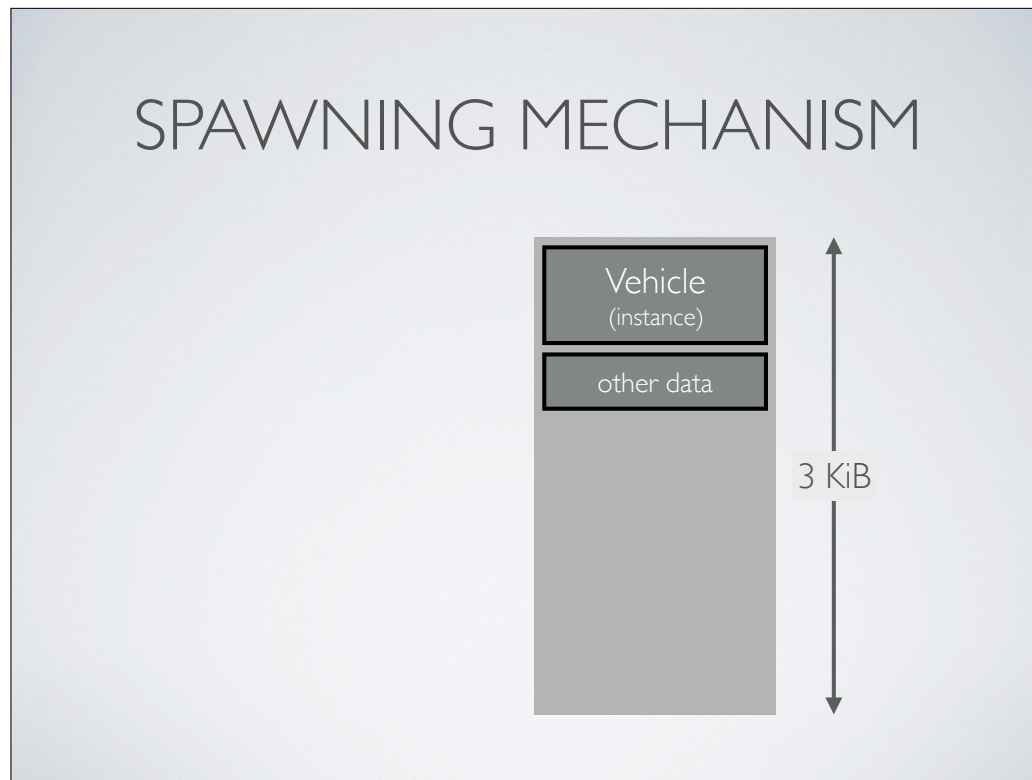 SPAWNING MECHANISM
Vehicle
(instance)
other data
3 KiB